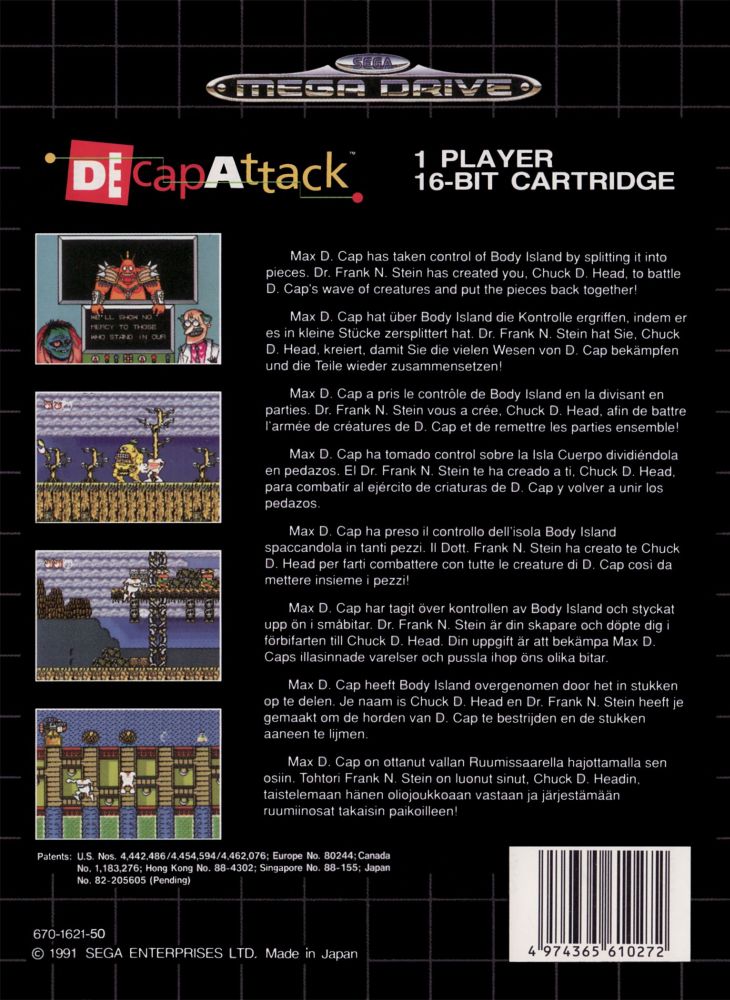 SEGA
MEGA DRIVE
DEcapAttack™
1 PLAYER
16-BIT CARTRIDGE
WE'LL SHOW NO
MERCY TO THOSE
WHO STAND IN OUR
Max D. Cap has taken control of Body Island by splitting it into
pieces. Dr. Frank N. Stein has created you, Chuck D. Head, to battle
D. Cap's wave of creatures and put the pieces back together!
Max D. Cap hat über Body Island die Kontrolle ergriffen, indem er
es in kleine Stücke zersplittert hat. Dr. Frank N. Stein hat Sie, Chuck
D. Head, kreiert, damit Sie die vielen Wesen von D. Cap bekämpfen
und die Teile wieder zusammensetzen!
Max D. Cap a pris le contrôle de Body Island en la divisant en
parties. Dr. Frank N. Stein vous a crée, Chuck D. Head, afin de battre
l'armée de créatures de D. Cap et de remettre les parties ensemble!
Max D. Cap ha tomado control sobre la Isla Cuerpo dividiéndola
en pedazos. El Dr. Frank N. Stein te ha creado a ti, Chuck D. Head,
para combatir al ejército de criaturas de D. Cap y volver a unir los
pedazos.
Max D. Cap ha preso il controllo dell'isola Body Island
spaccandola in tanti pezzi. Il Dott. Frank N. Stein ha creato te Chuck
D. Head per farti combattere con tutte le creature di D. Cap così da
mettere insieme i pezzi!
Max D. Cap har tagit över kontrollen av Body Island och styckat
upp ön i småbitar. Dr. Frank N. Stein är din skapare och döpte dig i
förbifarten till Chuck D. Head. Din uppgift är att bekämpa Max D.
Caps illasinnade varelser och pussla ihop öns olika bitar.
Max D. Cap heeft Body Island overgenomen door het in stukken
op te delen. Je naam is Chuck D. Head en Dr. Frank N. Stein heeft je
gemaakt om de horden van D. Cap te bestrijden en de stukken
aaneen te lijmen.
Max D. Cap on ottanut vallan Ruumissaarella hajottamalla sen
osiin. Tohtori Frank N. Stein on luonut sinut, Chuck D. Headin,
taistelemaan hänen oliojoukkoaan vastaan ja järjestämään
ruumiinosat takaisin paikoilleen!
Patents: U.S. Nos. 4,442,486/4,454,594/4,462,076; Europe No. 80244; Canada
No. 1,183,276; Hong Kong No. 88-4302; Singapore No. 88-155; Japan
No. 82-205605 (Pending)
670-1621-50
© 1991 SEGA ENTERPRISES LTD. Made in Japan
4 974365 610272